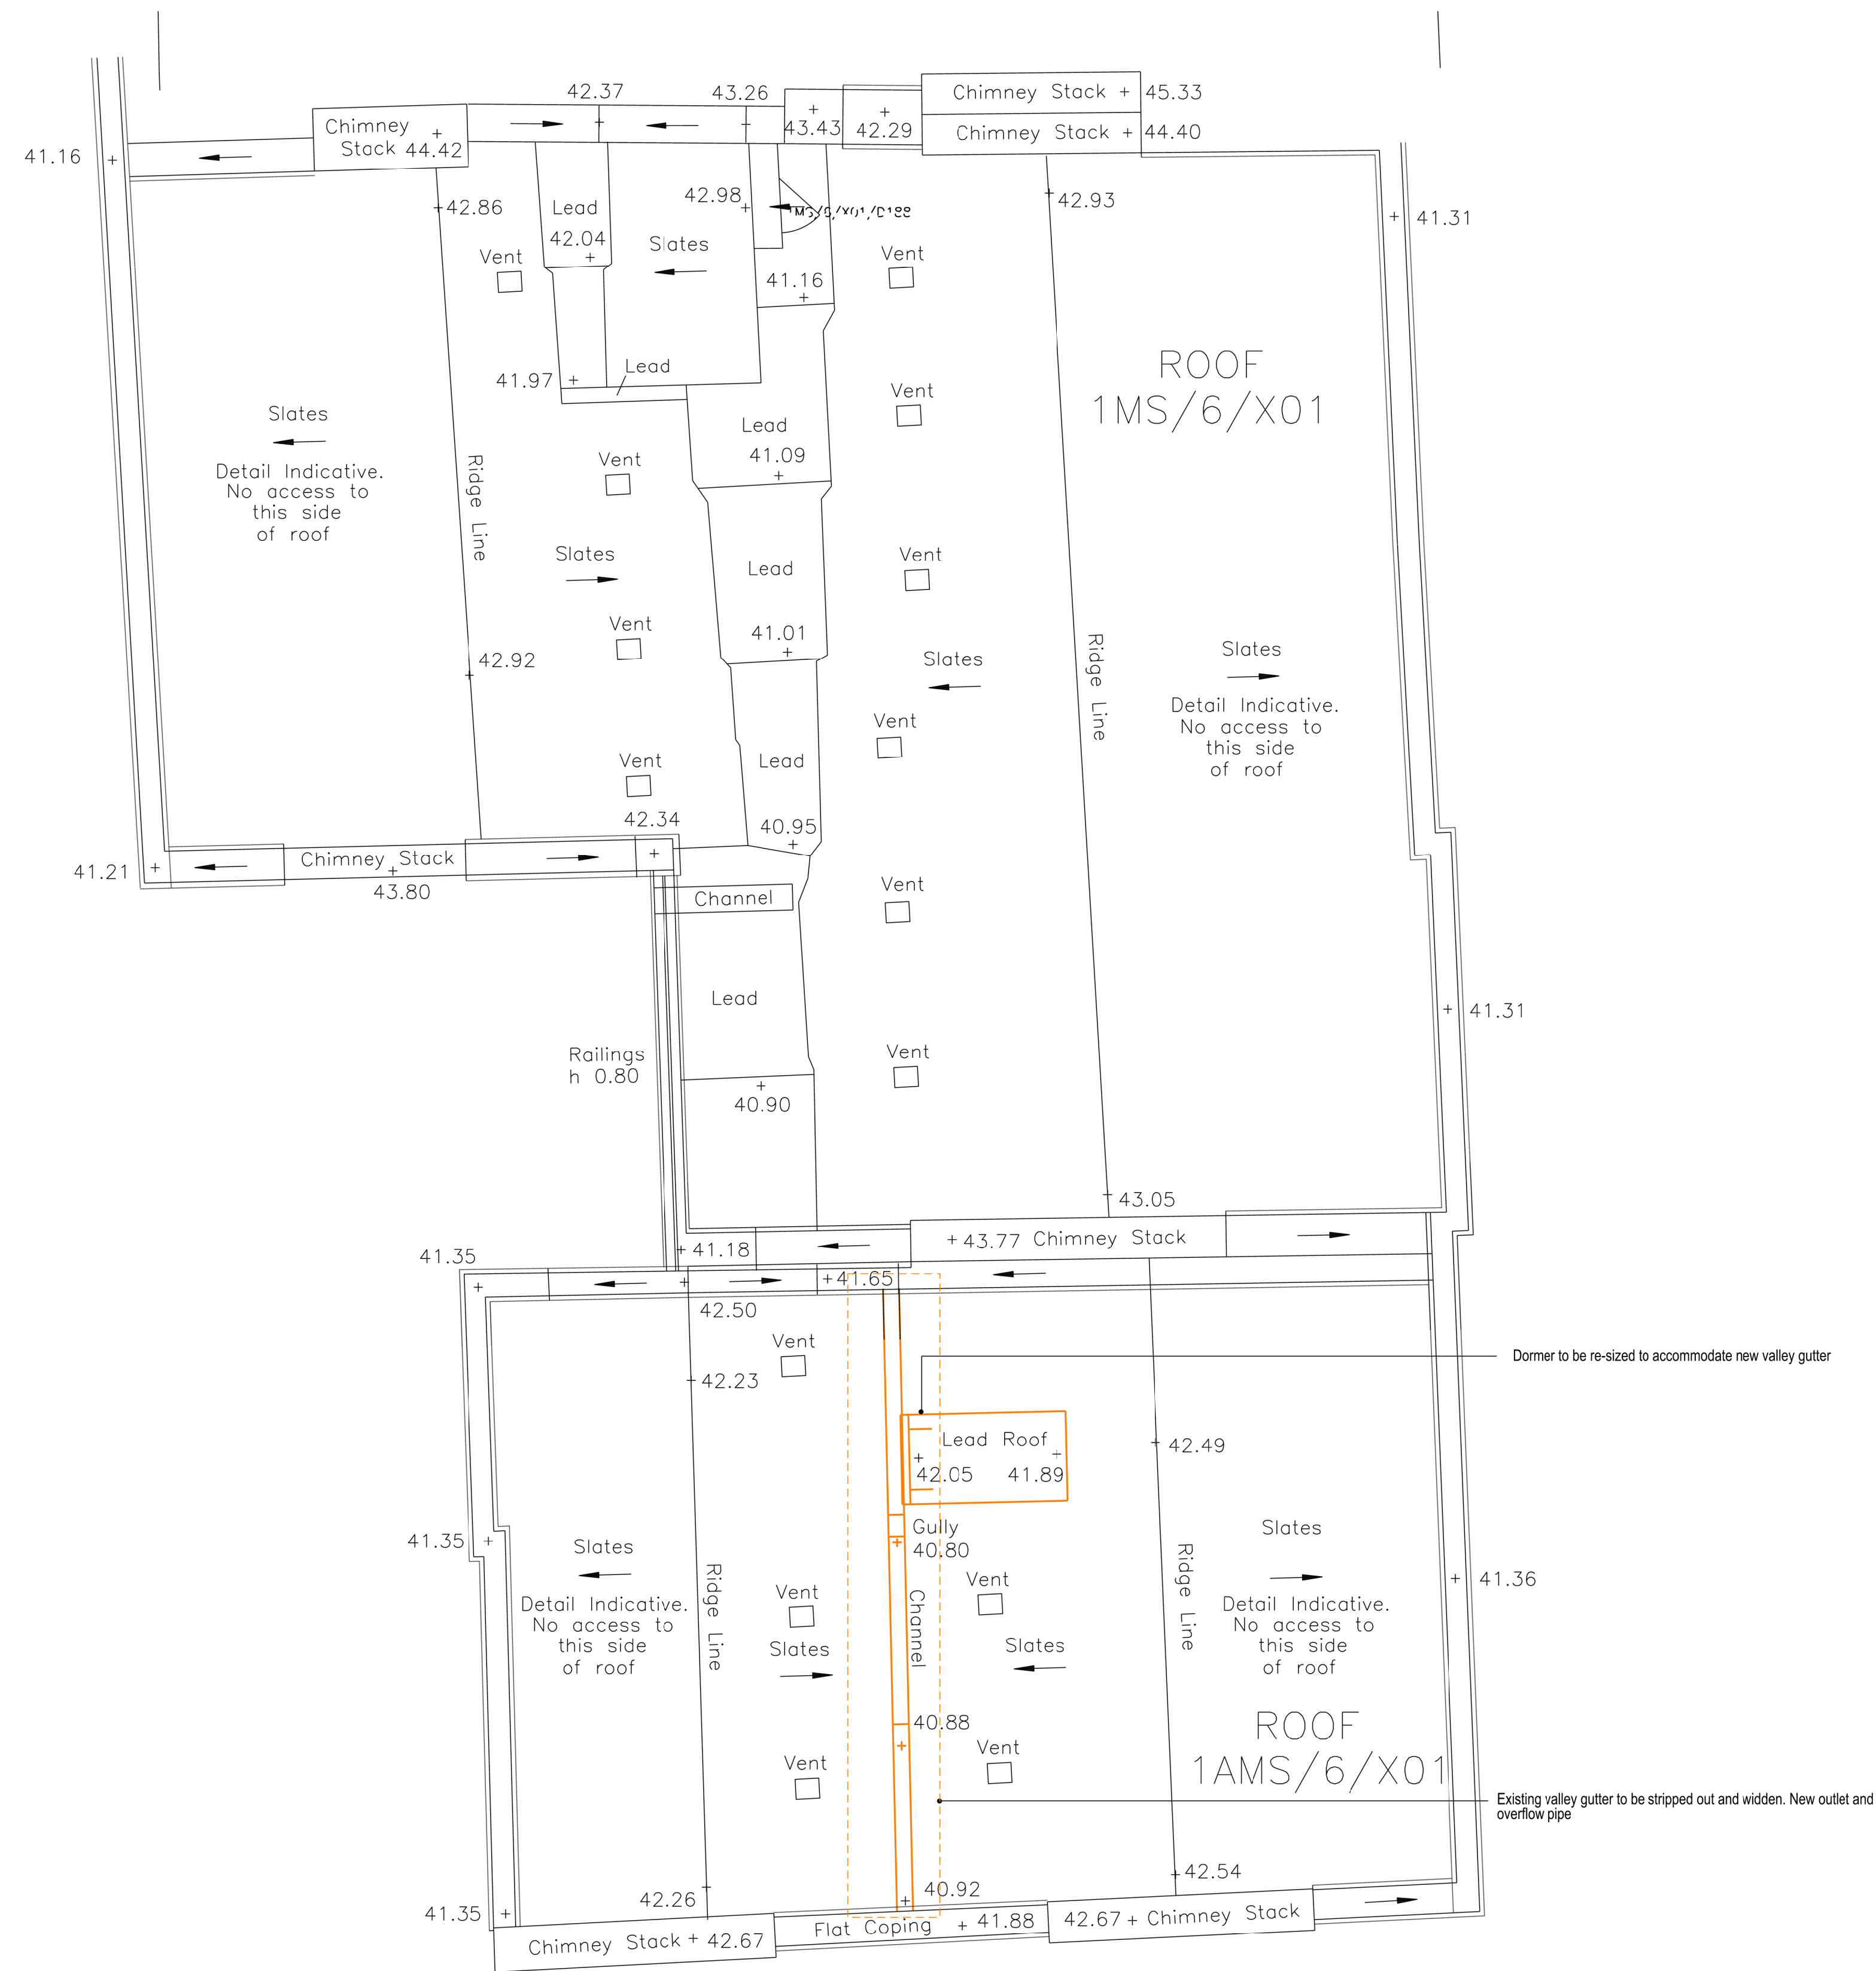 42.37
43.26
Chimney Stack + 45.33
43.43
42.29
Chimney Stack + 44.40
Chimney
Stack 44.42
41.16
42.86
Lead
42.04
42.98
Slates
42.93
41.31
Vent
Vent
41.16
41.97
Lead
ROOF
1MS/6/X01
Vent
Slates
Detail Indicative.
No access to
this side
of roof
Ridge Line
Lead
41.09
Vent
Slates
Lead
Vent
Vent
41.01
42.92
Slates
Ridge Line
Slates
Detail Indicative.
No access to
this side
of roof
Vent
Vent
Lead
42.34
40.95
41.21
Chimney Stack
43.80
Channel
Vent
Lead
41.31
Railings
h 0.80
Vent
40.90
43.05
41.18
43.77 Chimney Stack
41.35
41.65
42.50
Vent
42.23
Dormer to be re-sized to accommodate new valley gutter
Lead Roof
42.05 41.89
42.49
41.35
Gully
40.80
Slates
Detail Indicative.
No access to
this side
of roof
Ridge Line
Vent
Slates
Channel
Vent
Slates
Ridge Line
Slates
Detail Indicative.
No access to
this side
of roof
41.36
40.88
ROOF
1AMS/6/X01
Vent
Vent
Existing valley gutter to be stripped out and widden. New outlet and
overflow pipe
42.54
42.26
40.92
41.35
Chimney Stack + 42.67
Flat Coping + 41.88
42.67 + Chimney Stack